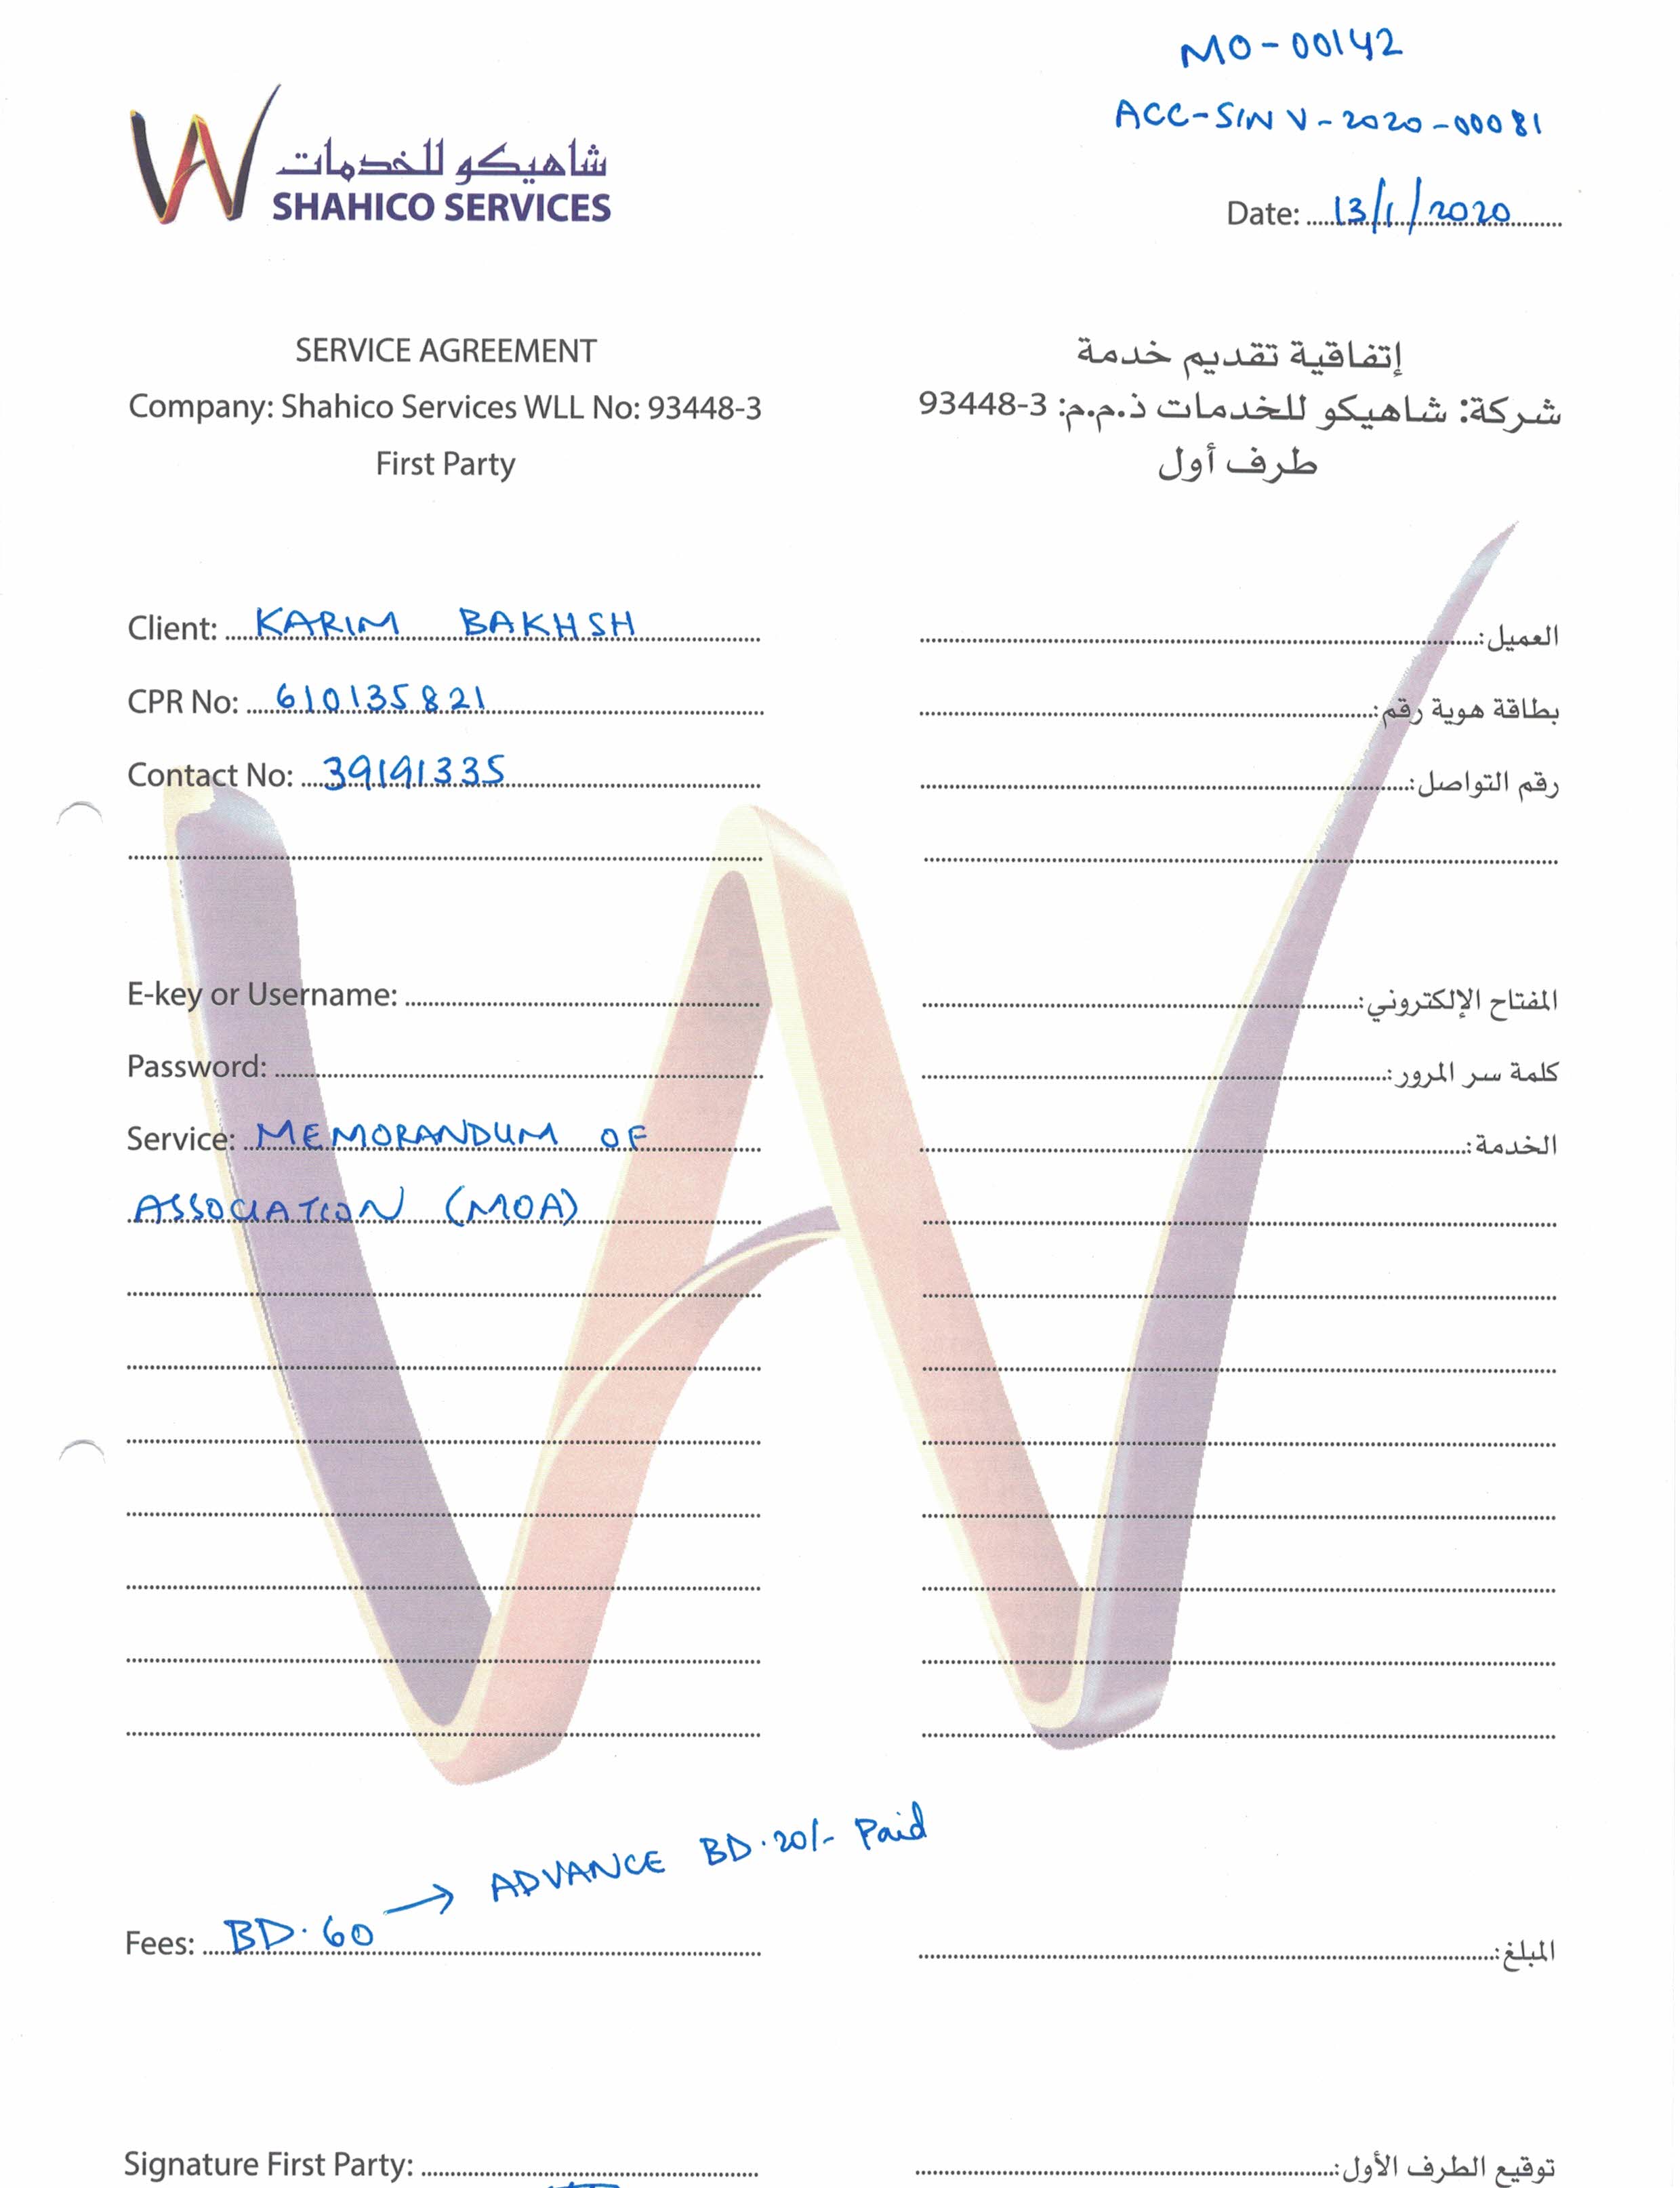 MO-00142
ACC-SINV-2020-00081
شاهيكو للخدمات
SHAHICO SERVICES
Date: 13/1/2020
SERVICE AGREEMENT
Company: Shahico Services WLL No: 93448-3
First Party
إتفاقية تقديم خدمة
شركة: شاهيكو للخدمات ذ.م.م: 3-93448
طرف أول
Client: KARIM BAKHSH
العميل:
CPR No: 610135821
بطاقة هوية رقم:
Contact No: 39191335
رقم التواصل:
E-key or Username:
المفتاح الإلكتروني:
Password:
كلمة سر المرور:
Service: MEMORANDUM OF
الخدمة:
ASSOCIATION (MOA)
Fees: BD.60 → ADVANCE BD.20/- Paid
المبلغ:
Signature First Party:
توقيع الطرف الأول: